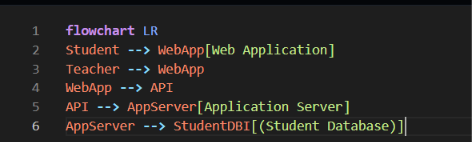 1 flowchart LR
2 Student --> WebApp[Web Application]
3 Teacher --> WebApp
4 WebApp --> API
5 API --> AppServer[Application Server]
6 AppServer --> StudentDBI[(Student Database)]